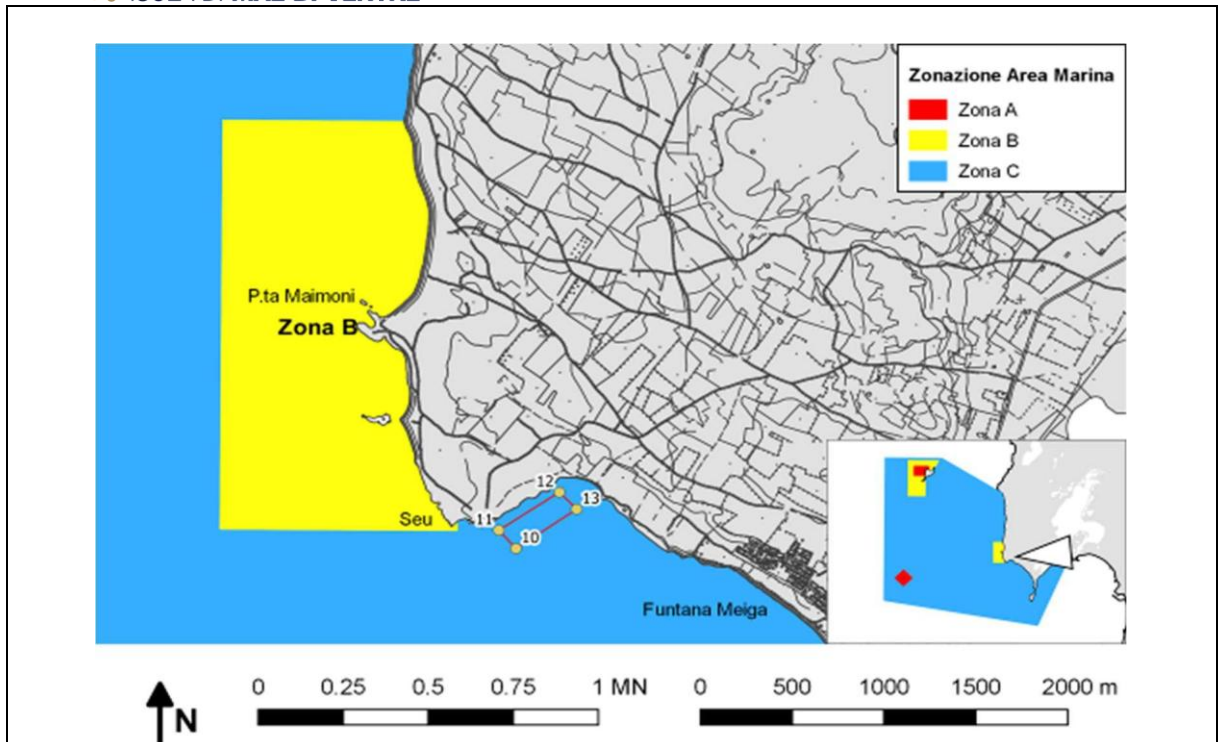 Zonazione Area Marina
Zona A
Zona B
Zona C
P.ta Maimoni
Zona B
12
13
11
10
Seu
Funtana Meiga
0 0.25 0.5 0.75 1 MN
0 500 1000 1500 2000 m
N